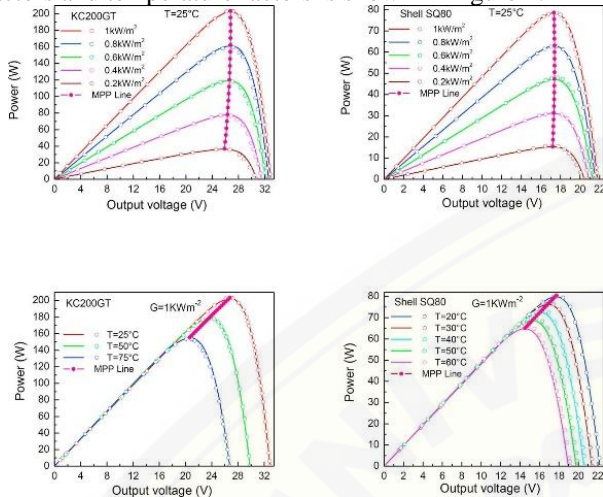 KC200GT T=25°C
1kW/m²
0.8kW/m²
0.6kW/m²
0.4kW/m²
0.2kW/m²
MPP Line
Power (W)
200
180
160
140
120
100
80
60
40
20
0
0 4 8 12 16 20 24 28 32
Output voltage (V)
Shell SQ80 T=25°C
1kW/m²
0.8kW/m²
0.6kW/m²
0.4kW/m²
0.2kW/m²
MPP Line
Power (W)
80
70
60
50
40
30
20
10
0
0 2 4 6 8 10 12 14 16 18 20 22
Output voltage (V)
KC200GT G=1KWm⁻²
T=25°C
T=50°C
T=75°C
MPP Line
Power (W)
200
180
160
140
120
100
80
60
40
20
0
0 4 8 12 16 20 24 28 32
Output voltage (V)
Shell SQ80 G=1KWm⁻²
T=20°C
T=30°C
T=40°C
T=50°C
T=60°C
MPP Line
Power (W)
80
70
60
50
40
30
20
10
0
0 2 4 6 8 10 12 14 16 18 20 22
Output voltage (V)
UNIV